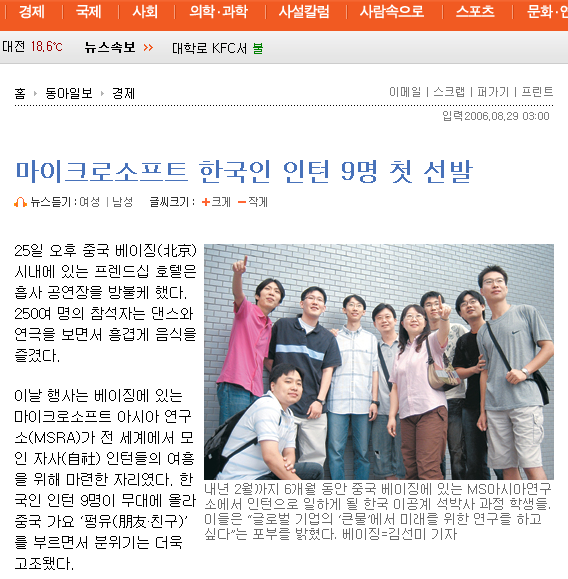 경제 | 국제 | 사회 | 의학·과학 | 사설칼럼 | 사람속으로 | 스포츠 | 문화·연
대전 18.6℃ 뉴스속보 >> 대학로 KFC서 불
홈 > 동아일보 > 경제
이메일 | 스크랩 | 퍼가기 | 프린트
입력2006.08.29 03:00
마이크로소프트 한국인 인턴 9명 첫 선발
뉴스듣기 : 여성 | 남성 글씨크기 : +크게 -작게
25일 오후 중국 베이징(北京)
시내에 있는 프렌드십 호텔은
흡사 공연장을 방불케 했다.
250여 명의 참석자는 댄스와
연극을 보면서 흥겹게 음식을
즐겼다.
이날 행사는 베이징에 있는
마이크로소프트 아시아 연구
소(MSRA)가 전 세계에서 모
인 자사(自社) 인턴들의 여흥
을 위해 마련한 자리였다. 한
국인 인턴 9명이 무대에 올라
중국 가요 ‘펑유(朋友·친구)’
를 부르면서 분위기는 더욱
고조됐다.
내년 2월까지 6개월 동안 중국 베이징에 있는 MS아시아연구
소에서 인턴으로 일하게 될 한국 이공계 석박사 과정 학생들.
이들은 “글로벌 기업의 ‘큰물’에서 미래를 위한 연구를 하고
싶다”는 포부를 밝혔다. 베이징=김선미 기자